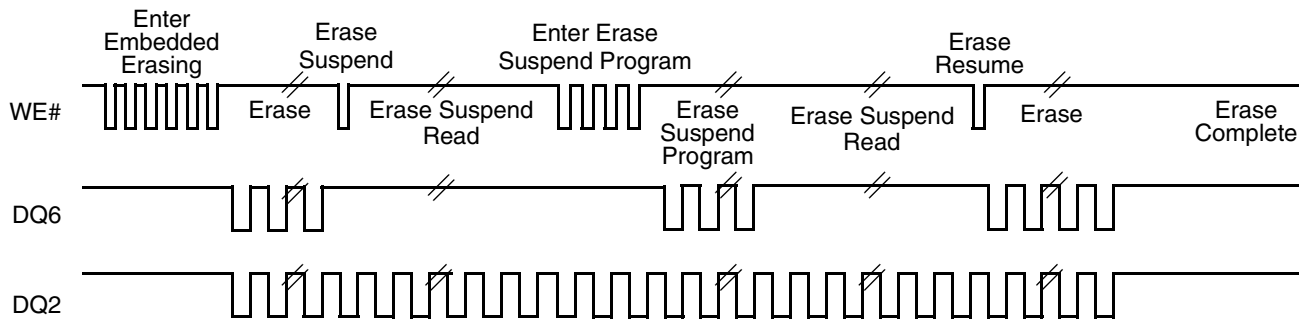 Enter
Embedded
Erasing
Erase
Suspend
Enter Erase
Suspend Program
Erase
Resume
WE#
Erase
Erase Suspend
Read
Erase
Suspend
Program
Erase Suspend
Read
Erase
Erase
Complete
DQ6
DQ2